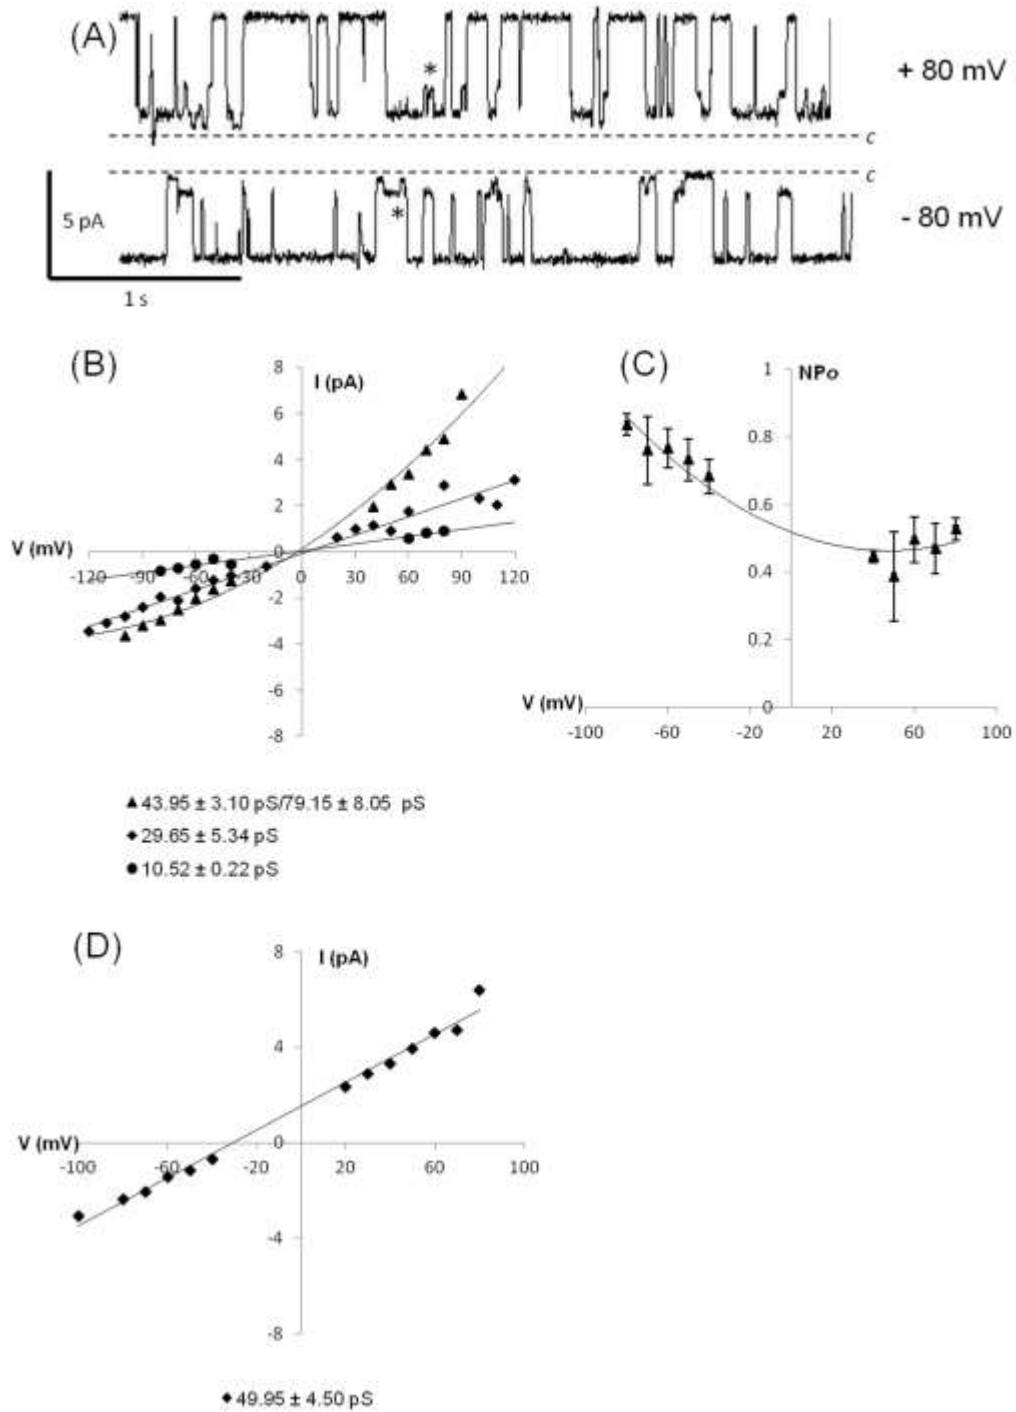 (A)
*
+ 80 mV
c
c
5 pA
*
- 80 mV
1 s
(B)
8
I (pA)
6
4
2
V (mV)
0
-120 -90 -60 -30 0 30 60 90 120
-2
-4
-6
-8
(C)
1
NPo
0.8
0.6
0.4
0.2
V (mV)
0
-100 -60 -20 20 60 100
▲ 43.95 ± 3.10 pS/79.15 ± 8.05 pS
◆ 29.65 ± 5.34 pS
● 10.52 ± 0.22 pS
(D)
8
I (pA)
4
V (mV)
0
-100 -60 -20 20 60 100
-4
-8
◆ 49.95 ± 4.50 pS